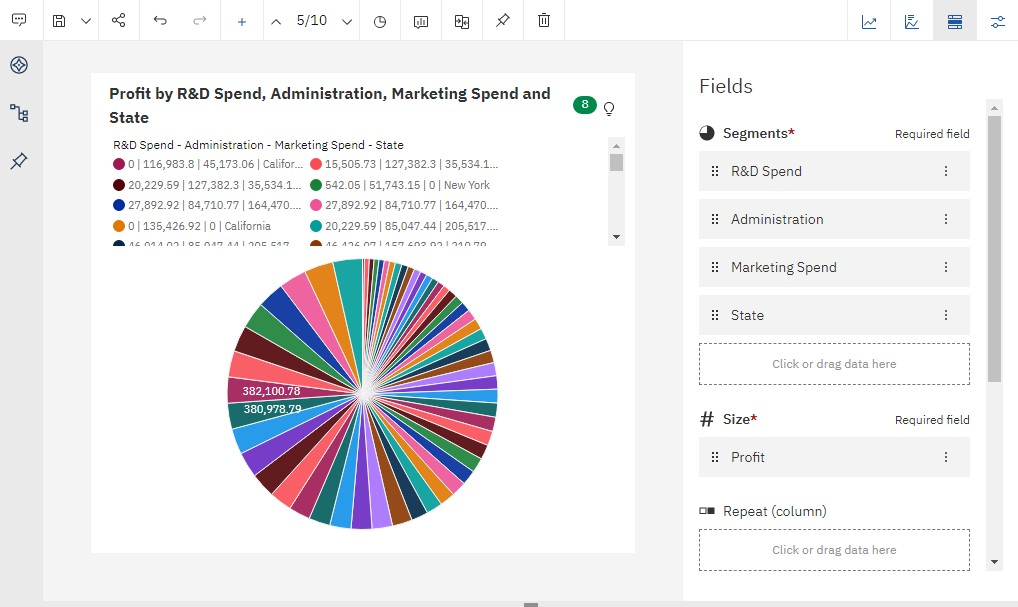 5/10
Profit by R&D Spend, Administration, Marketing Spend and
State
8
R&D Spend - Administration - Marketing Spend - State
0 | 116,983.8 | 45,173.06 | Califor...
15,505.73 | 127,382.3 | 35,534.1...
20,229.59 | 127,382.3 | 35,534.1...
542.05 | 51,743.15 | 0 | New York
27,892.92 | 84,710.77 | 164,470....
27,892.92 | 84,710.77 | 164,470....
0 | 135,426.92 | 0 | California
20,229.59 | 85,047.44 | 205,517....
382,100.78
380,978.79
Fields
Segments*
Required field
R&D Spend
Administration
Marketing Spend
State
Click or drag data here
Size*
Required field
Profit
Repeat (column)
Click or drag data here